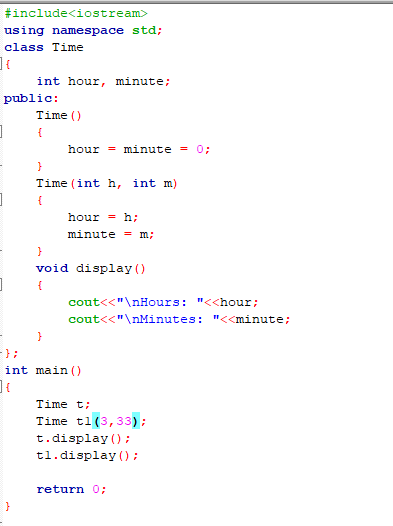 #include<iostream>
using namespace std;
class Time
{
    int hour, minute;
public:
    Time()
    {
        hour = minute = 0;
    }
    Time(int h, int m)
    {
        hour = h;
        minute = m;
    }
    void display()
    {
        cout<<"\nHours: "<<hour;
        cout<<"\nMinutes: "<<minute;
    }
};
int main()
{
    Time t;
    Time t1(3,33);
    t.display();
    t1.display();

    return 0;
}